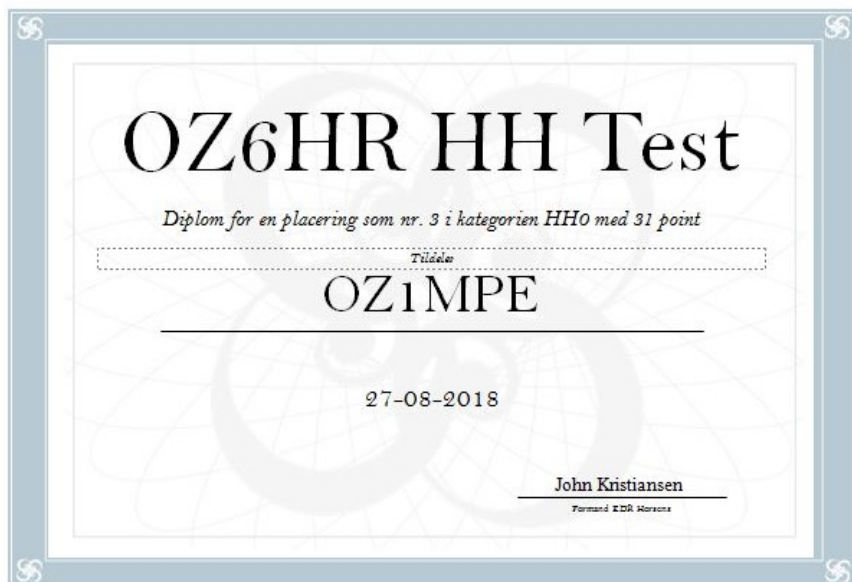 OZ6HR HH Test
Diplom for en placering som nr. 3 i kategorien HH0 med 31 point
Tildeles
OZ1MPE
27-08-2018
John Kristiansen
Formand EDR Horsens